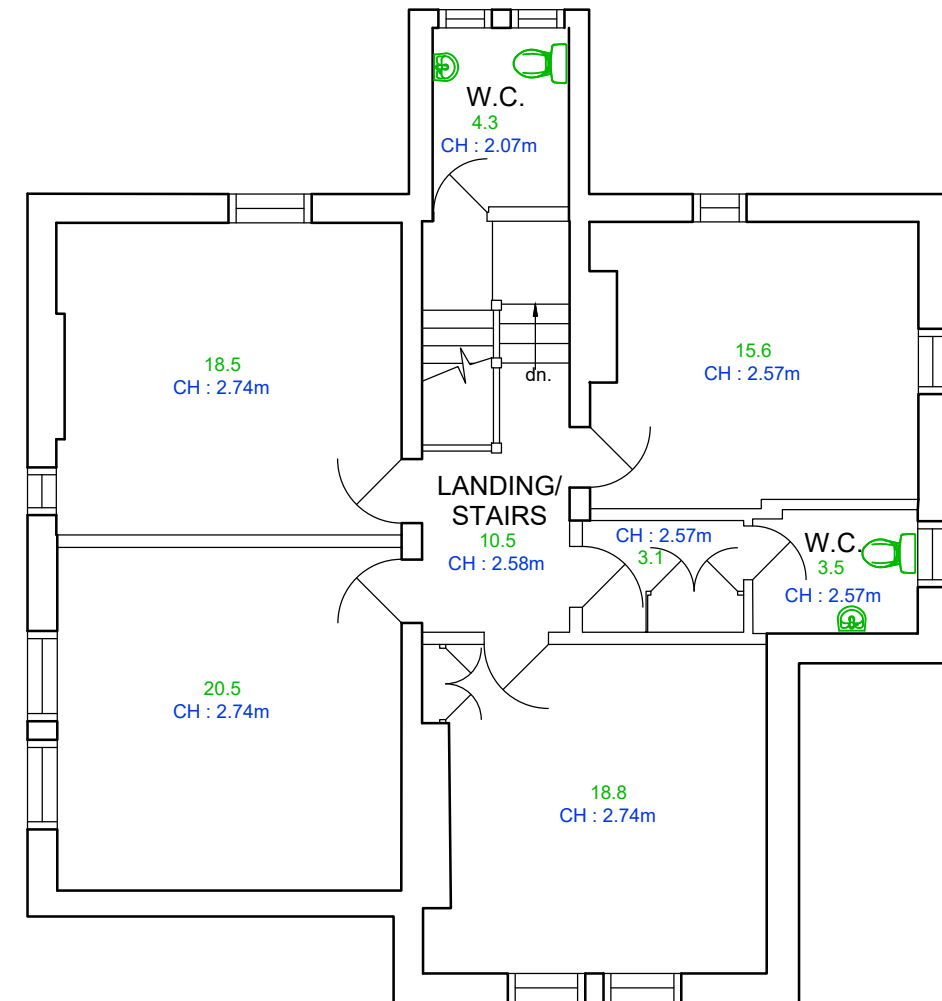 W.C.
4.3
CH : 2.07m
18.5
CH : 2.74m
15.6
CH : 2.57m
dn.
LANDING/
STAIRS
10.5
CH : 2.58m
CH : 2.57m
3.1
W.C.
3.5
CH : 2.57m
20.5
CH : 2.74m
18.8
CH : 2.74m